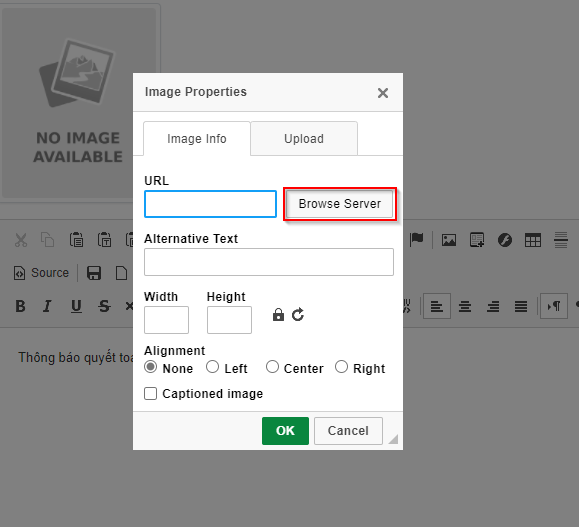 NO IMAGE
AVAILABLE
Image Properties
Image Info Upload
URL
Browse Server
Alternative Text
Source
Width Height
B I U S
Alignment
Thông báo quyết
None Left Center Right
Captioned image
OK Cancel